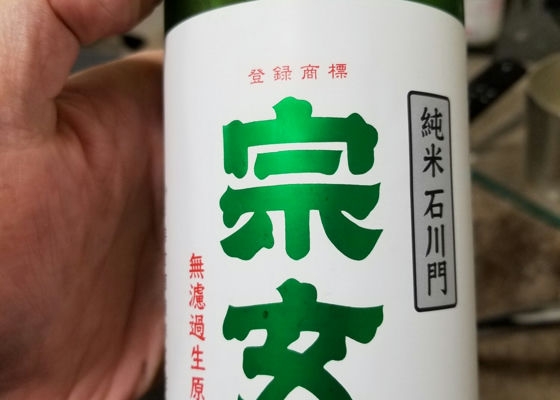 登録商標
純米 石川門
宗玄
無濾過生原